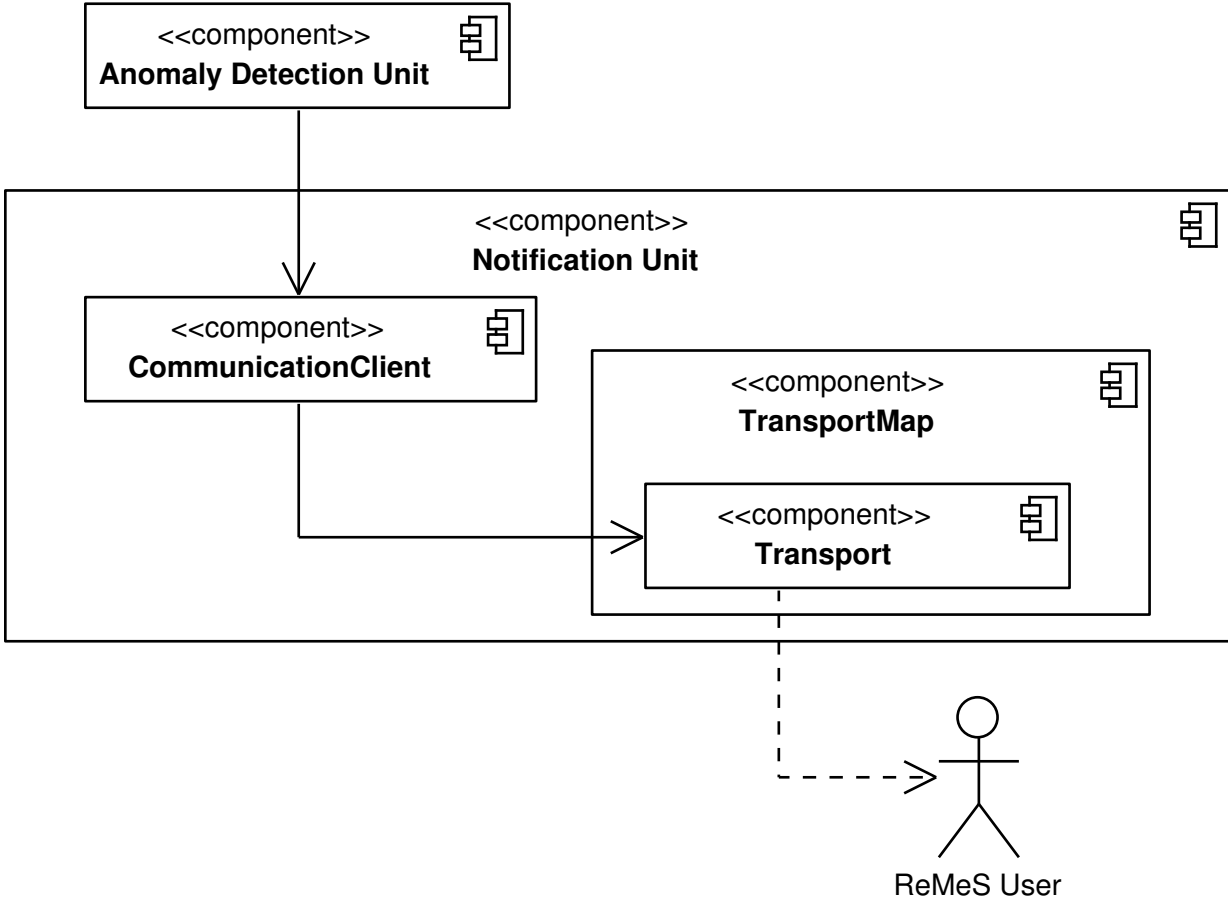 <<component>>
Anomaly Detection Unit
<<component>>
Notification Unit
<<component>>
CommunicationClient
<<component>>
TransportMap
<<component>>
Transport
ReMeS User